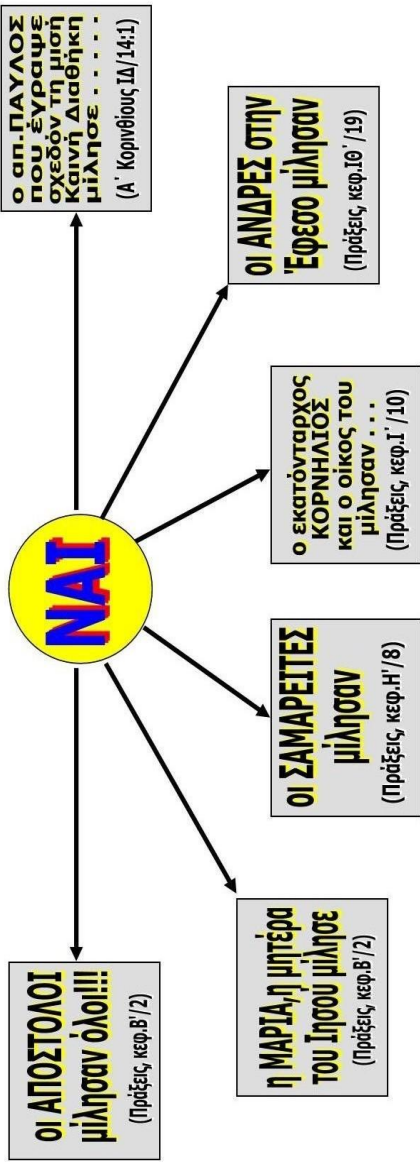 ΝΑΙ
οι ΑΠΟΣΤΟΛΟΙ
μίλησαν όλοι!!!
(Πράξεις, κεφ.Β'/2)
η ΜΑΡΙΑ,η μητέρα
του Ιησού μίλησε
(Πράξεις, κεφ.Β'/2)
οι ΣΑΜΑΡΕΙΤΕΣ
μίλησαν
(Πράξεις, κεφ.Η'/8)
ο εκατόνταρχος
ΚΟΡΝΗΛΙΟΣ
και ο οίκος του
μίλησαν . . .
(Πράξεις, κεφ.Ι'/10)
οι ΑΝΔΡΕΣ στην
Έφεσο μίλησαν
(Πράξεις, κεφ.ΙΘ'/19)
ο απ.ΠΑΥΛΟΣ
που έγραψε
σχεδόν τη μισή
Καινή Διαθήκη
μίλησε . . . . .
(Α' Κορινθίους ΙΔ/14:1)